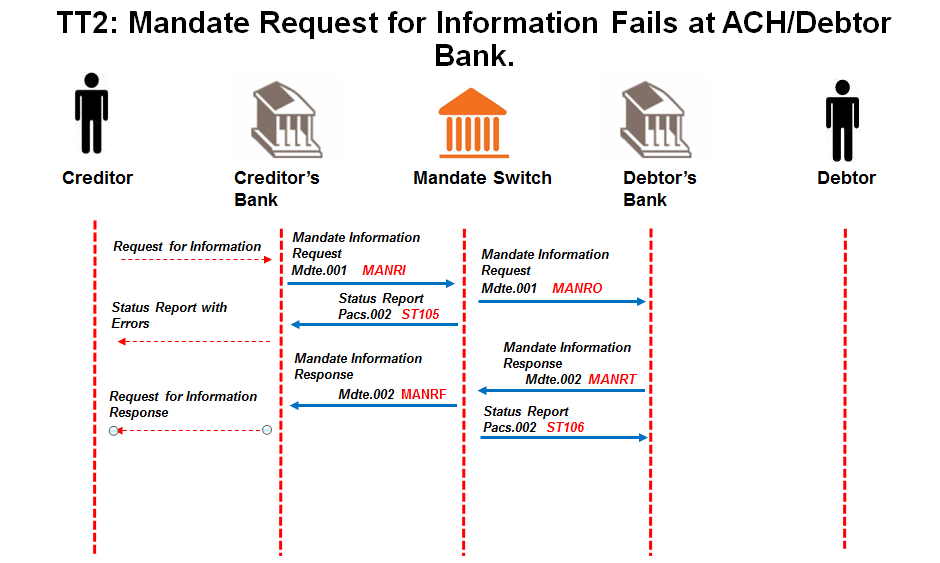 TT2: Mandate Request for Information Fails at ACH/Debtor
Bank.
Creditor
Creditor's
Bank
Mandate Switch
Debtor's
Bank
Debtor
Request for Information
Mandate Information
Request
Mdte.001 MANRI
Mandate Information
Request
Mdte.001 MANRO
Status Report with
Errors
Status Report
Pacs.002 ST105
Mandate Information
Response
Mdte.002 MANRT
Mandate Information
Response
Mdte.002 MANRF
Request for Information
Response
Status Report
Pacs.002 ST106